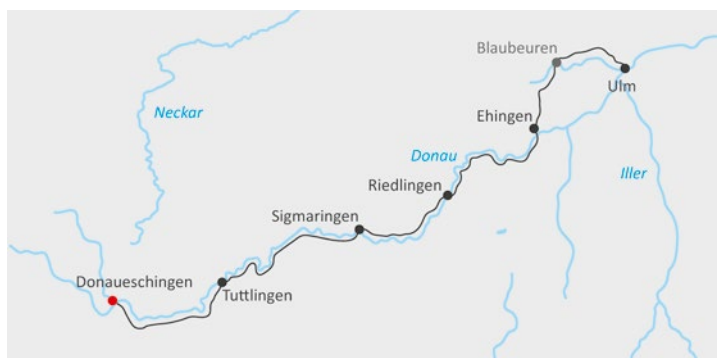 Blaubeuren
Ulm
Neckar
Ehingen
Donau
Riedlingen
Iller
Sigmaringen
Donaueschingen
Tuttlingen